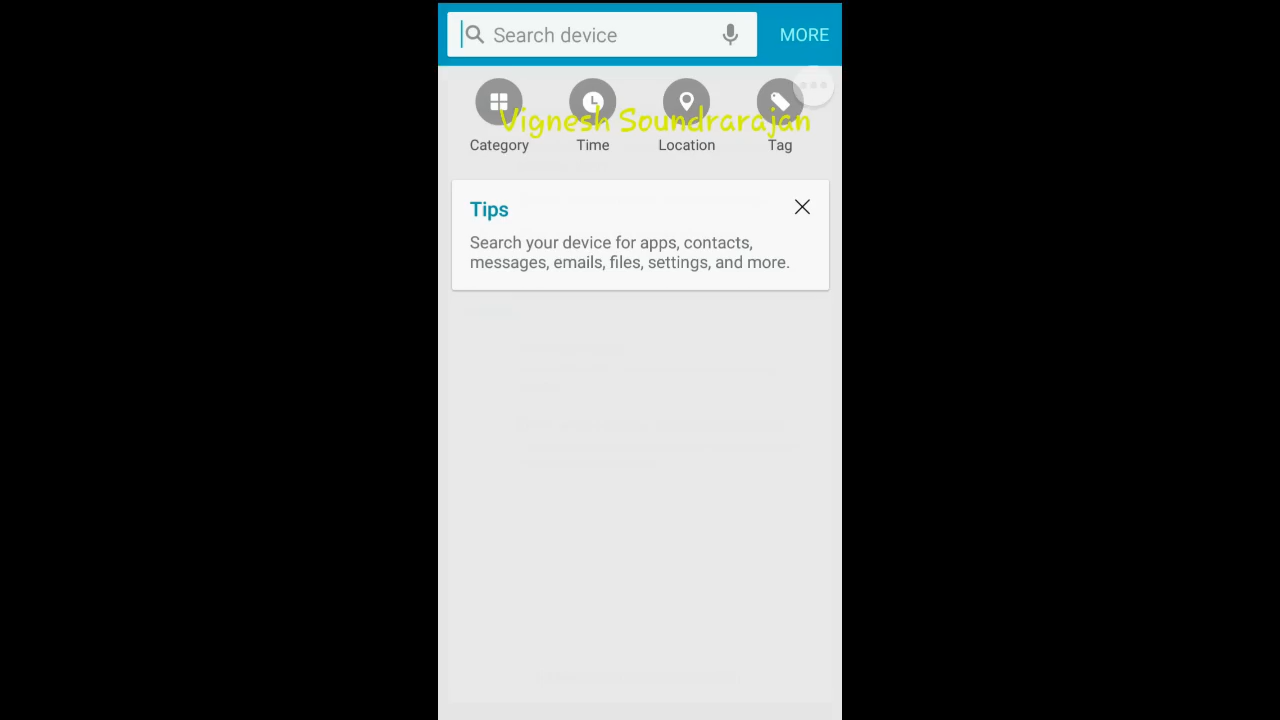 Search device
MORE
Vignesh Soundrarajan
Category
Time
Location
Tag
Tips
Search your device for apps, contacts,
messages, emails, files, settings, and more.